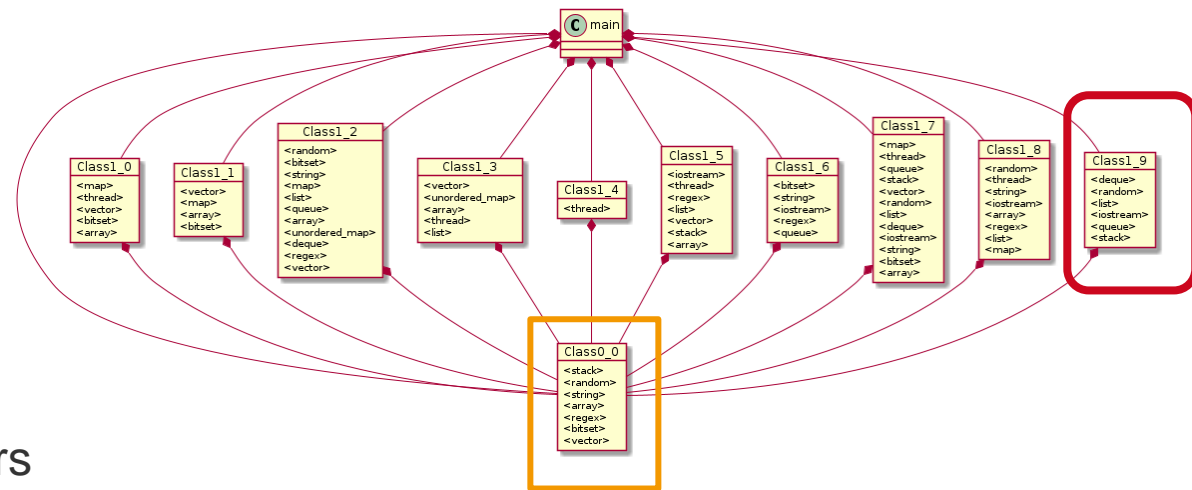 C main
Class1_0
<map>
<thread>
<vector>
<bitset>
<array>
Class1_1
<vector>
<map>
<array>
<bitset>
Class1_2
<random>
<bitset>
<string>
<map>
<list>
<queue>
<array>
<unordered_map>
<deque>
<regex>
<vector>
Class1_3
<vector>
<unordered_map>
<array>
<thread>
<list>
Class1_4
<thread>
Class1_5
<iostream>
<thread>
<regex>
<list>
<vector>
<stack>
<array>
Class1_6
<bitset>
<string>
<iostream>
<regex>
<queue>
Class1_7
<map>
<thread>
<queue>
<stack>
<vector>
<random>
<list>
<deque>
<iostream>
<string>
<bitset>
<array>
Class1_8
<random>
<thread>
<string>
<iostream>
<array>
<regex>
<list>
<map>
Class1_9
<deque>
<random>
<list>
<iostream>
<queue>
<stack>
Class0_0
<stack>
<random>
<string>
<array>
<regex>
<bitset>
<vector>
rs